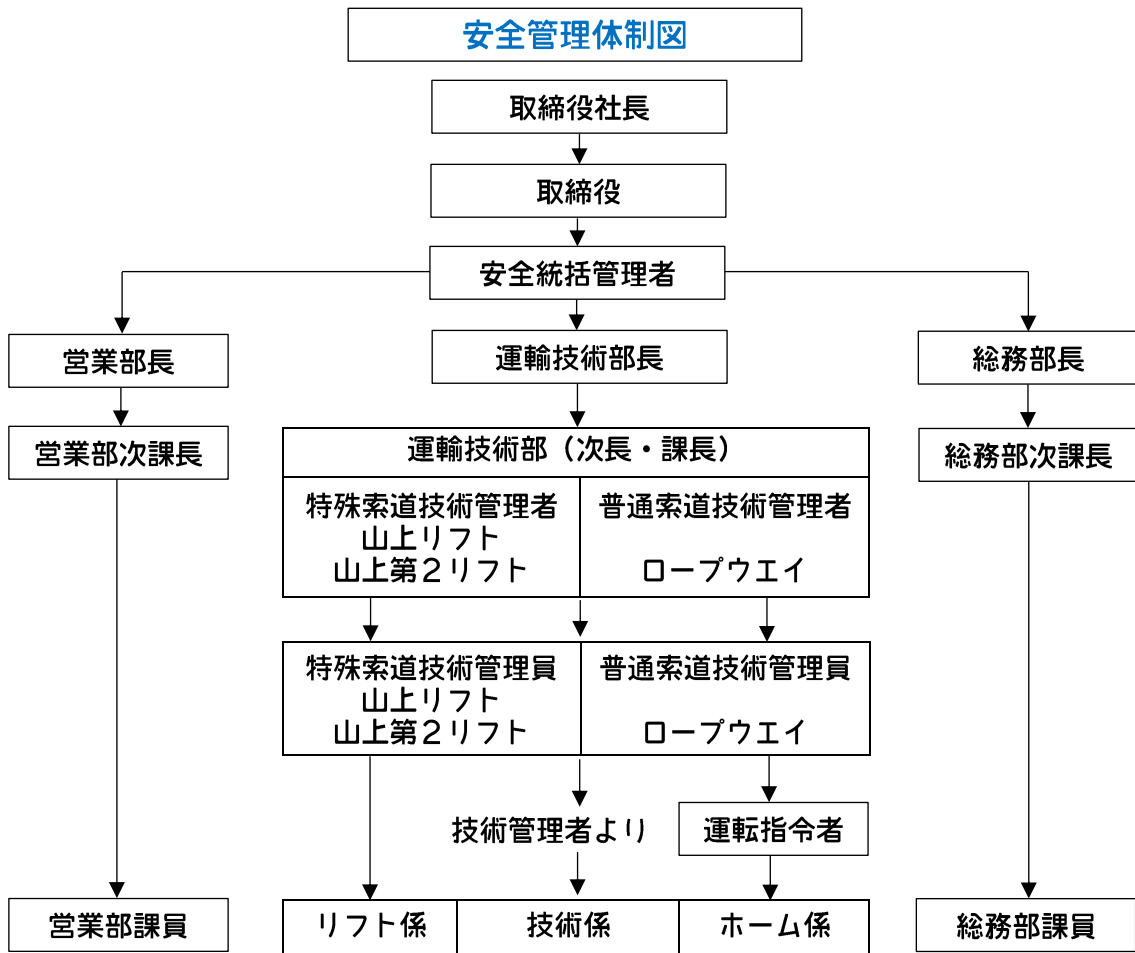 安全管理体制図
取締役社長
取締役
安全統括管理者
営業部長
運輸技術部長
総務部長
営業部次課長
運輸技術部（次長・課長）
総務部次課長
特殊索道技術管理者
山上リフト
山上第２リフト
普通索道技術管理者
ロープウエイ
特殊索道技術管理員
山上リフト
山上第２リフト
普通索道技術管理員
ロープウエイ
技術管理者より
運転指令者
営業部課員
リフト係
技術係
ホーム係
総務部課員